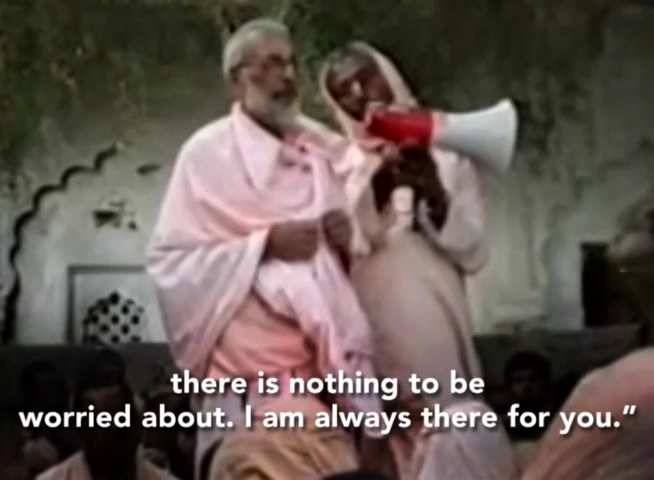 there is nothing to be
worried about. I am always there for you.”